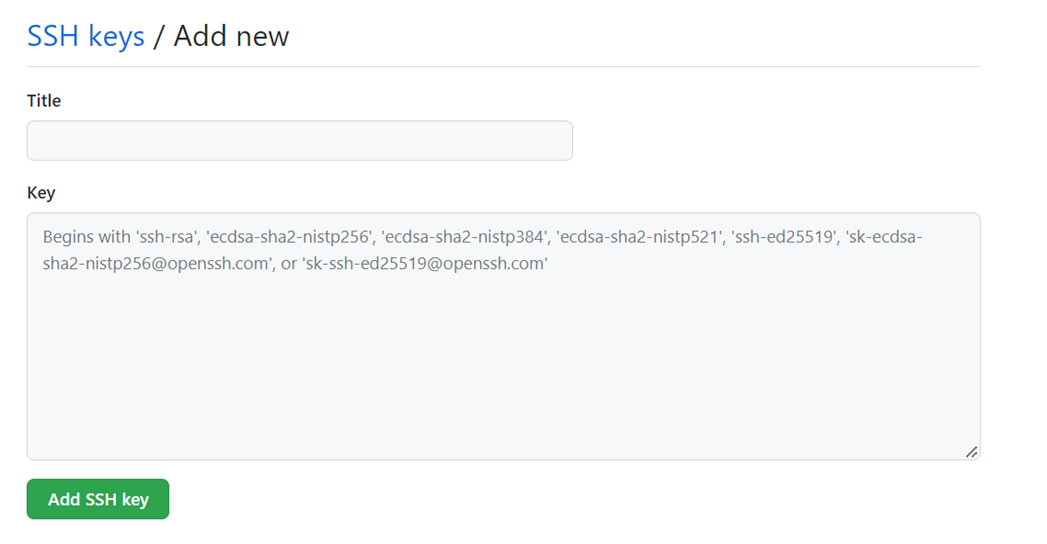 SSH keys / Add new
Title
Key
Begins with 'ssh-rsa', 'ecdsa-sha2-nistp256', 'ecdsa-sha2-nistp384', 'ecdsa-sha2-nistp521', 'ssh-ed25519', 'sk-ecdsa-
sha2-nistp256@openssh.com', or 'sk-ssh-ed25519@openssh.com'
Add SSH key